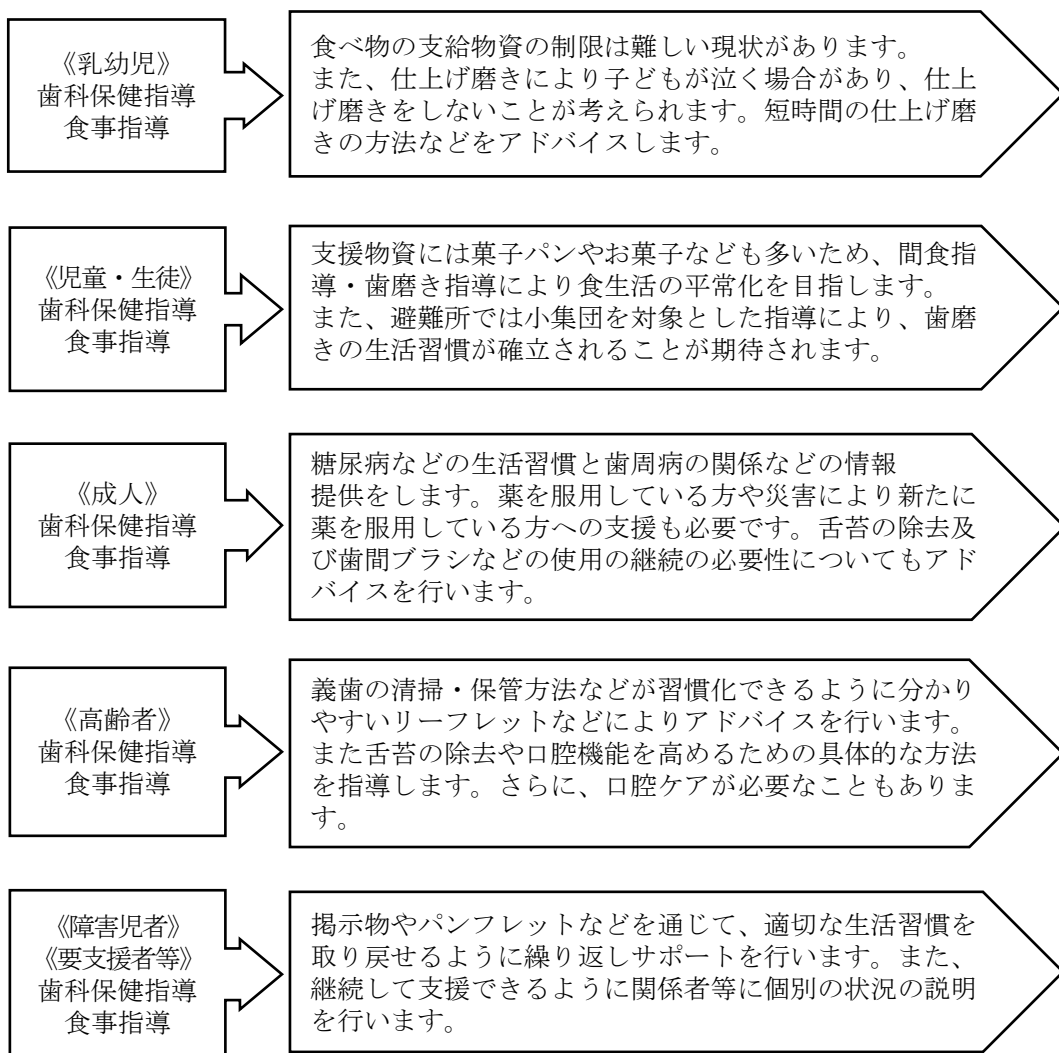 《乳幼児》
歯科保健指導
食事指導
食べ物の支給物資の制限は難しい現状があります。
また、仕上げ磨きにより子どもが泣く場合があり、仕上
げ磨きをしないことが考えられます。短時間の仕上げ磨
きの方法などをアドバイスします。
《児童・生徒》
歯科保健指導
食事指導
支援物資には菓子パンやお菓子なども多いため、間食指
導・歯磨き指導により食生活の平常化を目指します。
また、避難所では小集団を対象とした指導により、歯磨
きの生活習慣が確立されることが期待されます。
《成人》
歯科保健指導
食事指導
糖尿病などの生活習慣と歯周病の関係などの情報
提供をします。薬を服用している方や災害により新たに
薬を服用している方への支援も必要です。舌苔の除去及
び歯間ブラシなどの使用の継続の必要性についてもアド
バイスを行います。
《高齢者》
歯科保健指導
食事指導
義歯の清掃・保管方法などが習慣化できるように分かり
やすいリーフレットなどによりアドバイスを行います。
また舌苔の除去や口腔機能を高めるための具体的な方法
を指導します。さらに、口腔ケアが必要なこともありま
す。
《障害児者》
《要支援者等》
歯科保健指導
食事指導
掲示物やパンフレットなどを通じて、適切な生活習慣を
取り戻せるように繰り返しサポートを行います。また、
継続して支援できるように関係者等に個別の状況の説明
を行います。